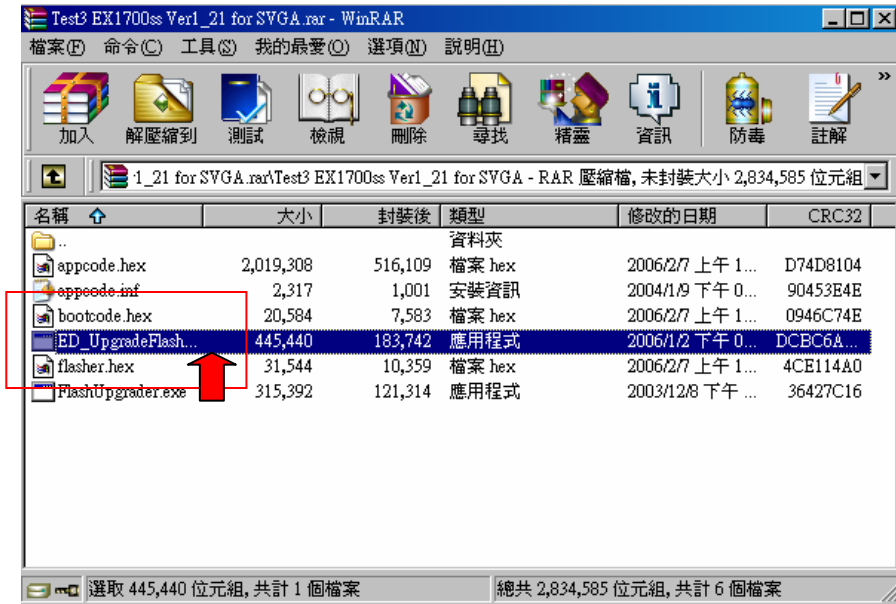 Test3 EX1700ss Ver1_21 for SVGA.rar - WinRAR
檔案(F) 命令(C) 工具(S) 我的最愛(O) 選項(N) 說明(H)
加入 解壓縮到 測試 檢視 刪除 尋找 精靈 資訊 防毒 註解 »
1_21 for SVGA.rar\Test3 EX1700ss Ver1_21 for SVGA - RAR 壓縮檔, 未封裝大小 2,834,585 位元組
名稱 大小 封裝後 類型 修改的日期 CRC32
.. 資料夾
appcode.hex 2,019,308 516,109 檔案 hex 2006/2/7 上午 1... D74D8104
appcode.inf 2,317 1,001 安裝資訊 2004/1/9 下午 0... 90453E4E
bootcode.hex 20,584 7,583 檔案 hex 2006/2/7 上午 1... 0946C74E
ED_UpgradeFlash... 445,440 183,742 應用程式 2006/1/2 下午 0... DCBC6A...
flasher.hex 31,544 10,359 檔案 hex 2006/2/7 上午 1... 4CE114A0
FlashUpgrader.exe 315,392 121,314 應用程式 2003/12/8 下午 ... 36427C16
選取 445,440 位元組, 共計 1 個檔案 總共 2,834,585 位元組, 共計 6 個檔案